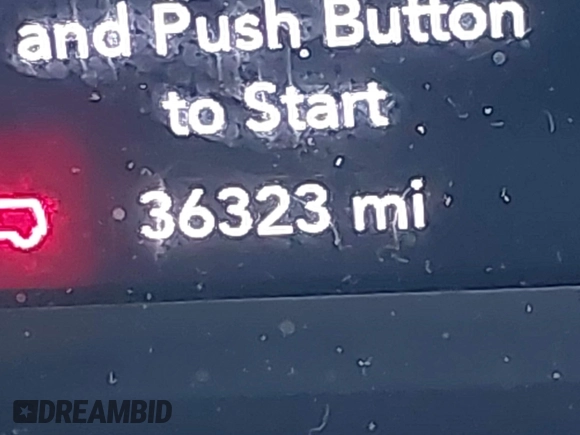 and Push Button
to Start
36323 mi
DREAMBID